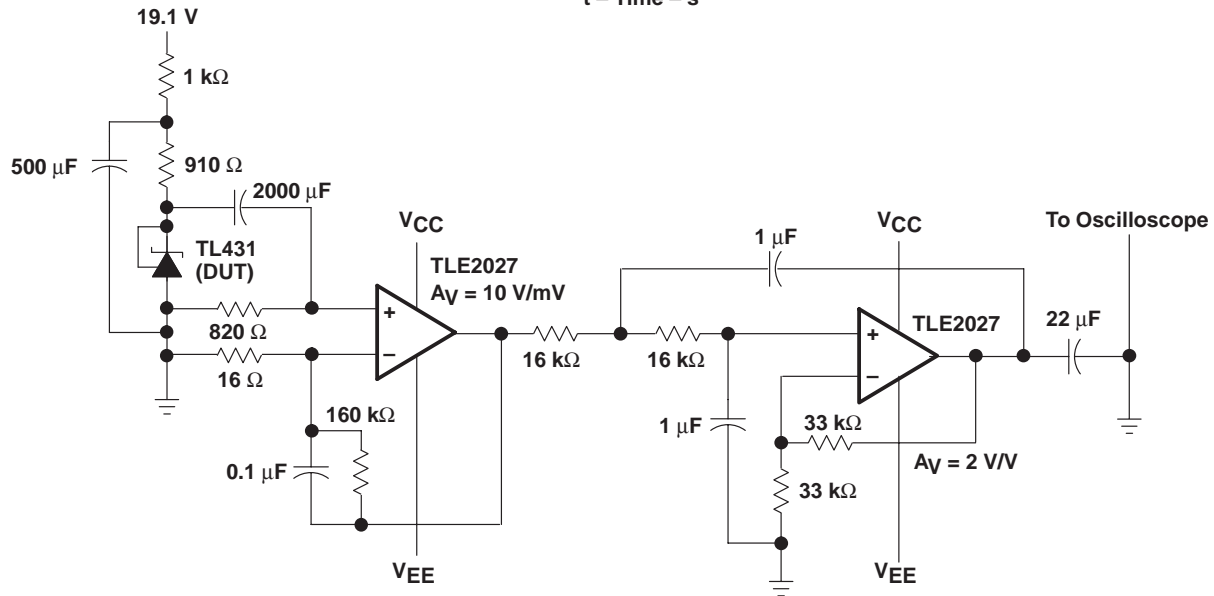 t – Time – s
19.1 V
1 kΩ
500 μF
910 Ω
2000 μF
TL431
(DUT)
820 Ω
16 Ω
VCC
TLE2027
AV = 10 V/mV
+
–
160 kΩ
0.1 μF
VEE
16 kΩ
16 kΩ
1 μF
1 μF
VCC
TLE2027
+
–
33 kΩ
AV = 2 V/V
33 kΩ
VEE
22 μF
To Oscilloscope